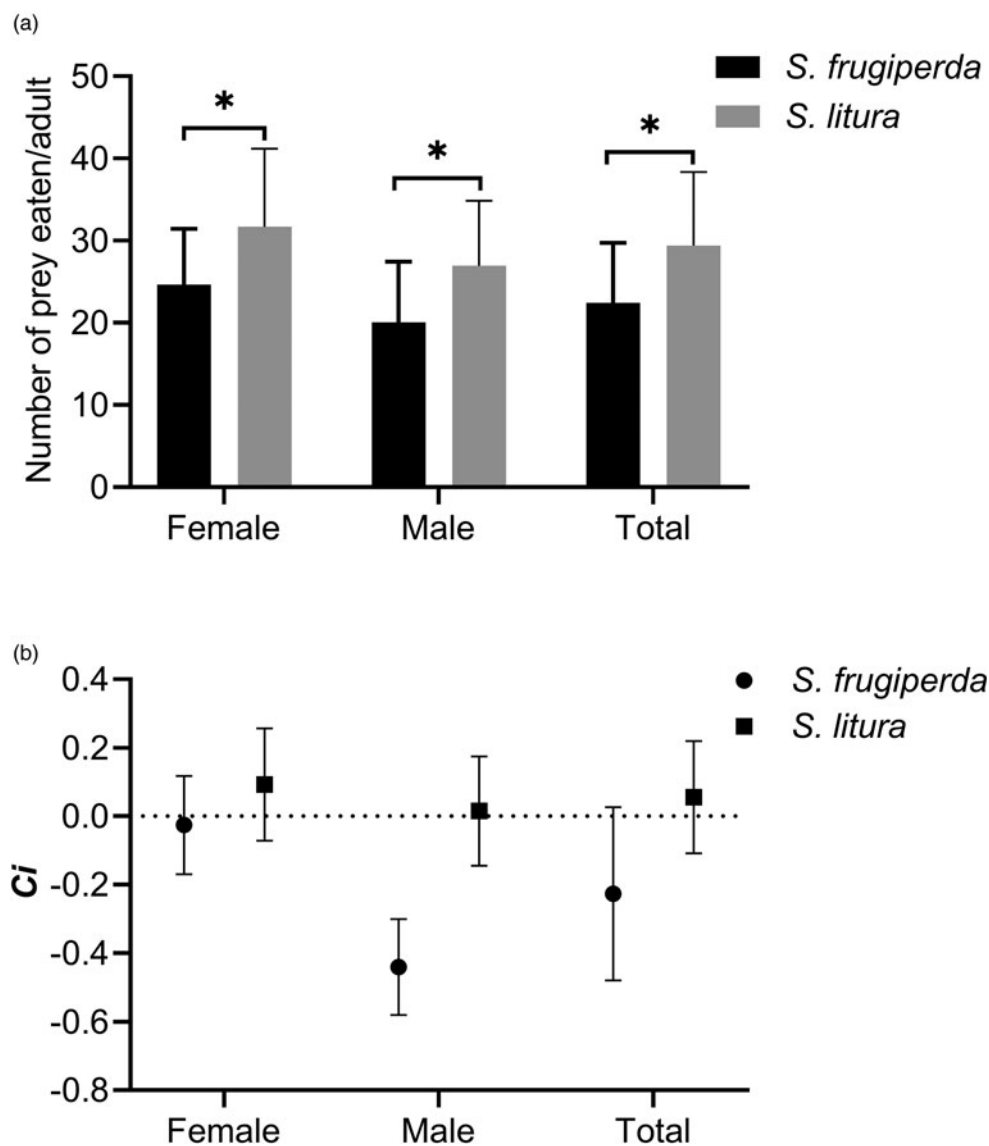 (a)
Number of prey eaten/adult
50
40
30
20
10
0
*
*
*
Female
Male
Total
S. frugiperda
S. litura
(b)
Ci
0.4
0.2
0.0
-0.2
-0.4
-0.6
-0.8
Female
Male
Total
S. frugiperda
S. litura